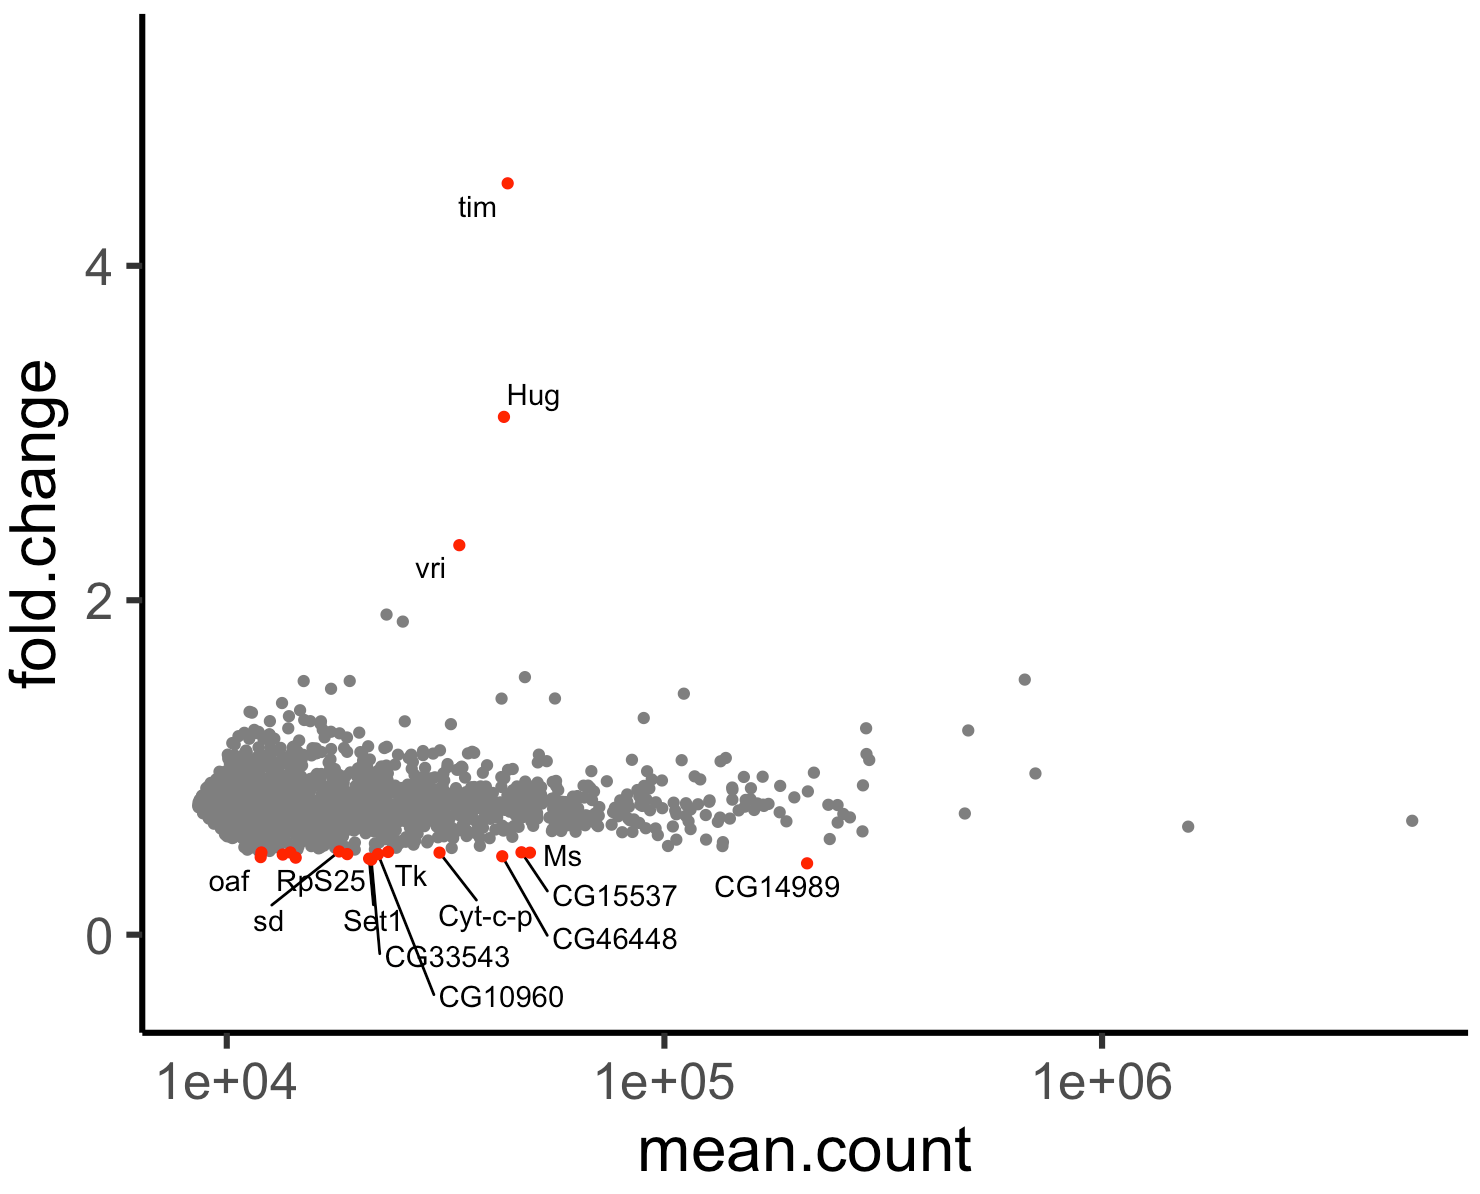 tim
4
Hug
fold.change
vri
2
Ms
oaf
RpS25
Tk
CG14989
CG15537
sd
Set1
Cyt-c-p
0
CG46448
CG33543
CG10960
1e+04
1e+05
1e+06
mean.count